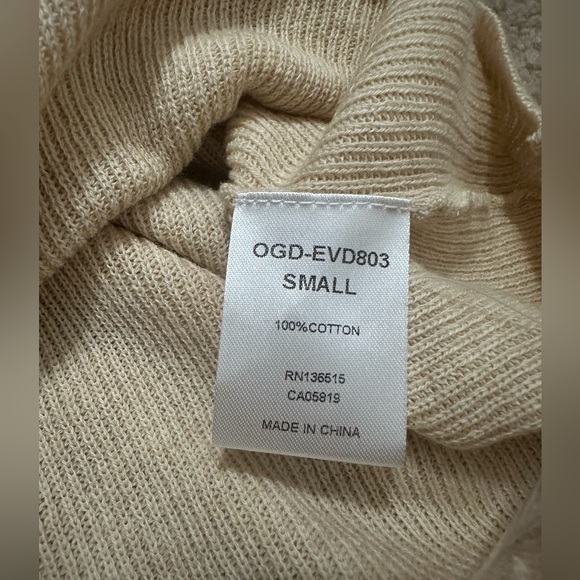 OGD-EVD803
SMALL
100%COTTON
RN136515
CA05819
MADE IN CHINA